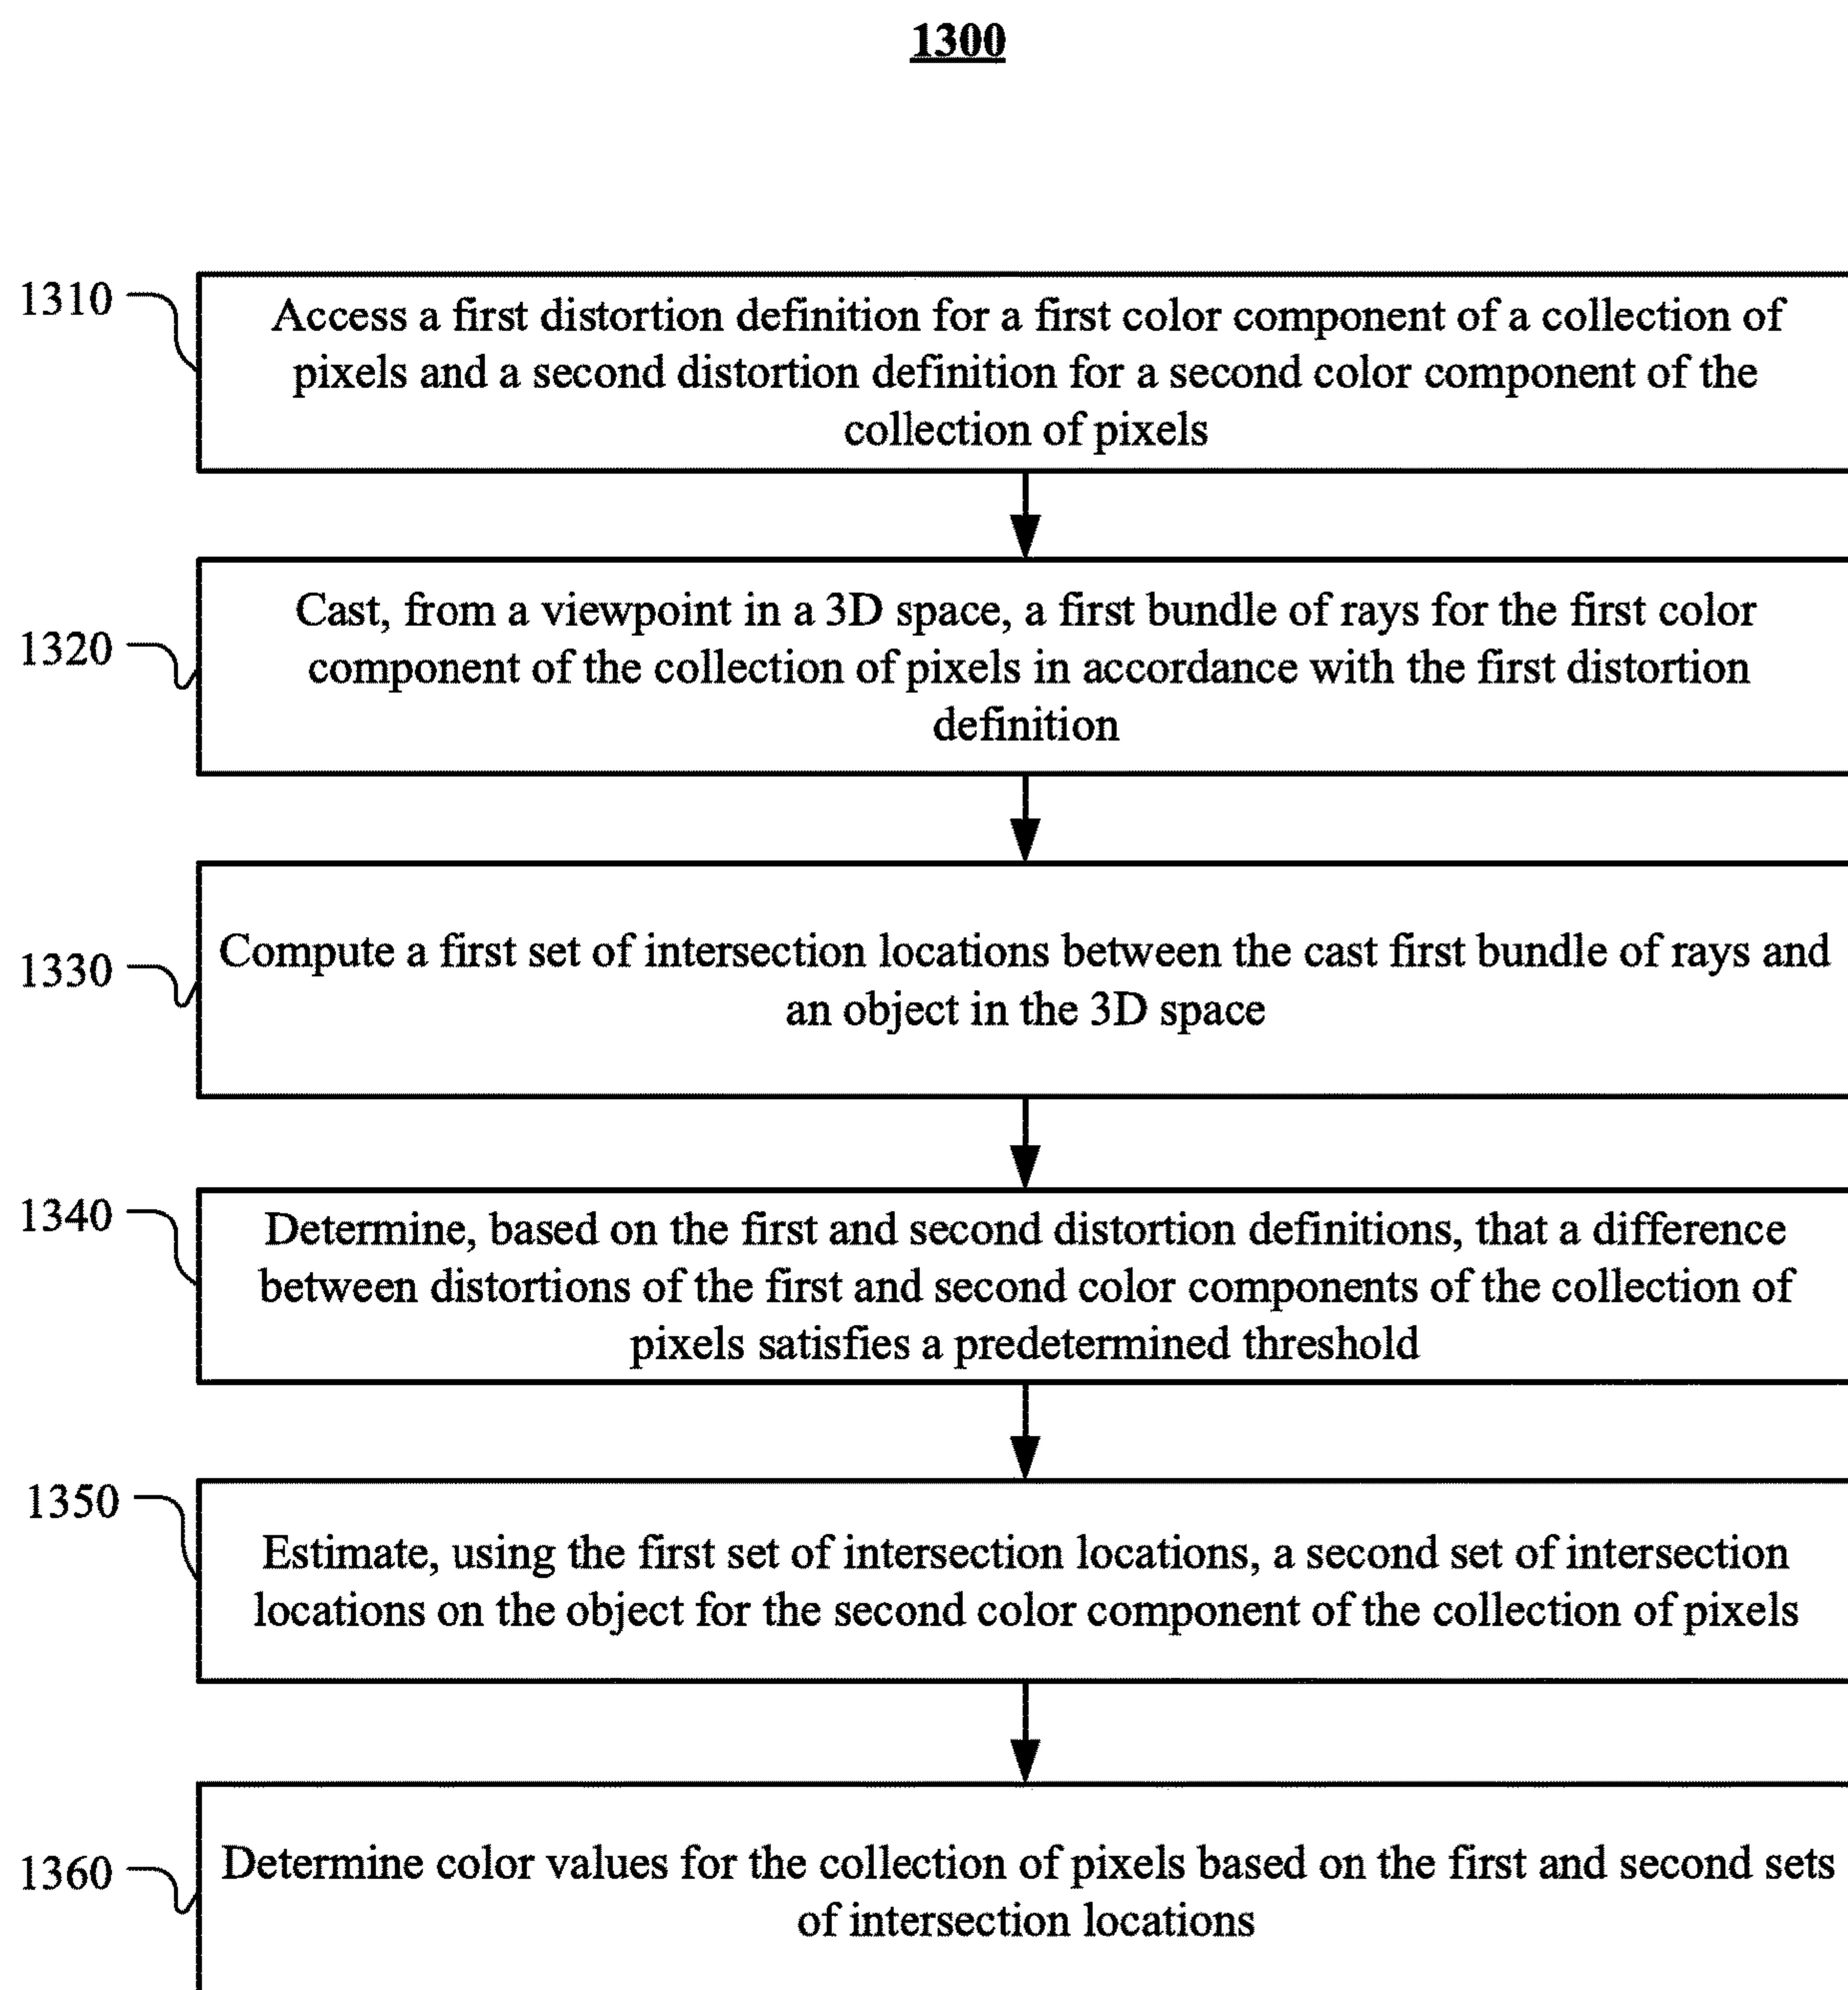 1300
1310
Access a first distortion definition for a first color component of a collection of
pixels and a second distortion definition for a second color component of the
collection of pixels
1320
Cast, from a viewpoint in a 3D space, a first bundle of rays for the first color
component of the collection of pixels in accordance with the first distortion
definition
1330
Compute a first set of intersection locations between the cast first bundle of rays and
an object in the 3D space
1340
Determine, based on the first and second distortion definitions, that a difference
between distortions of the first and second color components of the collection of
pixels satisfies a predetermined threshold
1350
Estimate, using the first set of intersection locations, a second set of intersection
locations on the object for the second color component of the collection of pixels
1360
Determine color values for the collection of pixels based on the first and second sets
of intersection locations